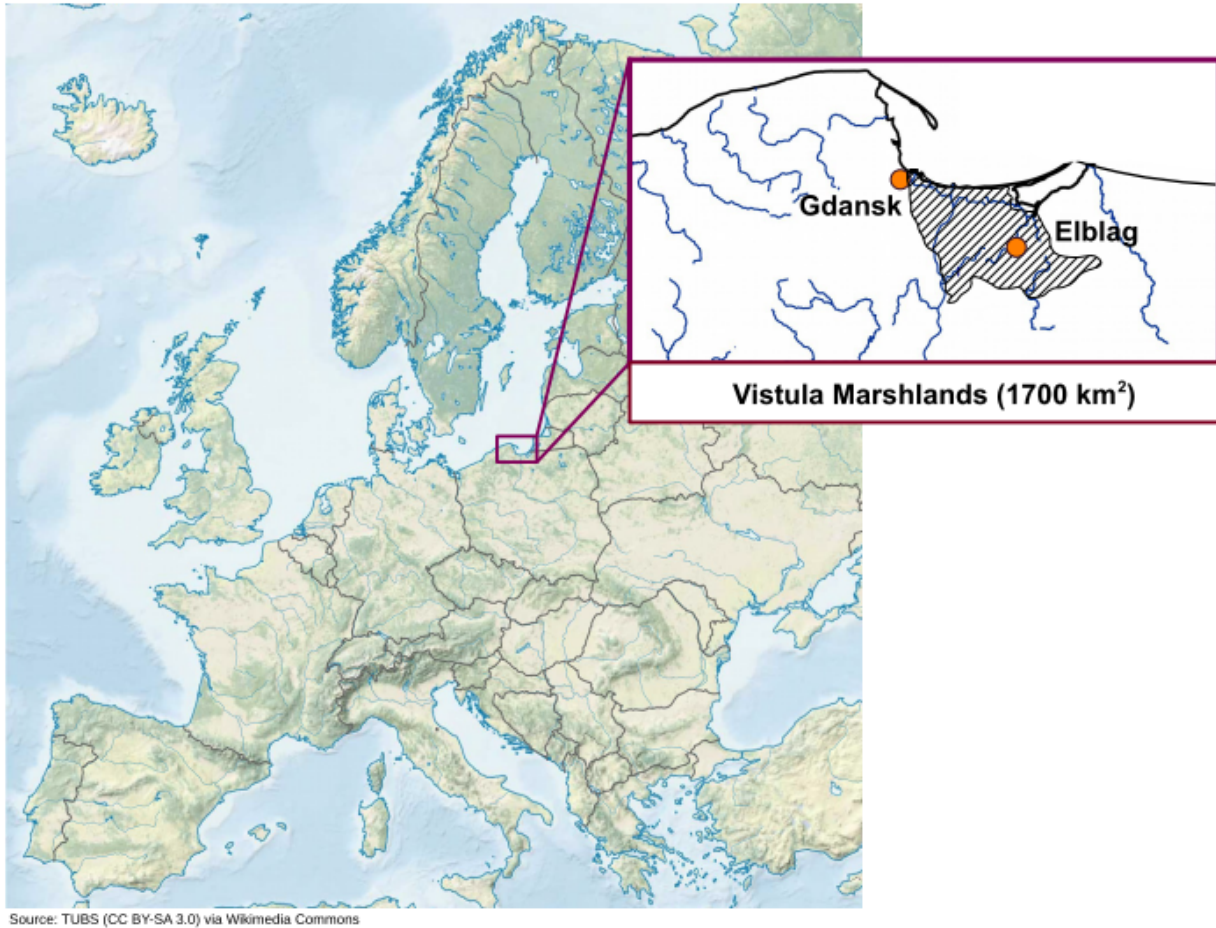 Gdansk
Elblag
Vistula Marshlands (1700 km²)
Source: TUBS (CC BY-SA 3.0) via Wikimedia Commons